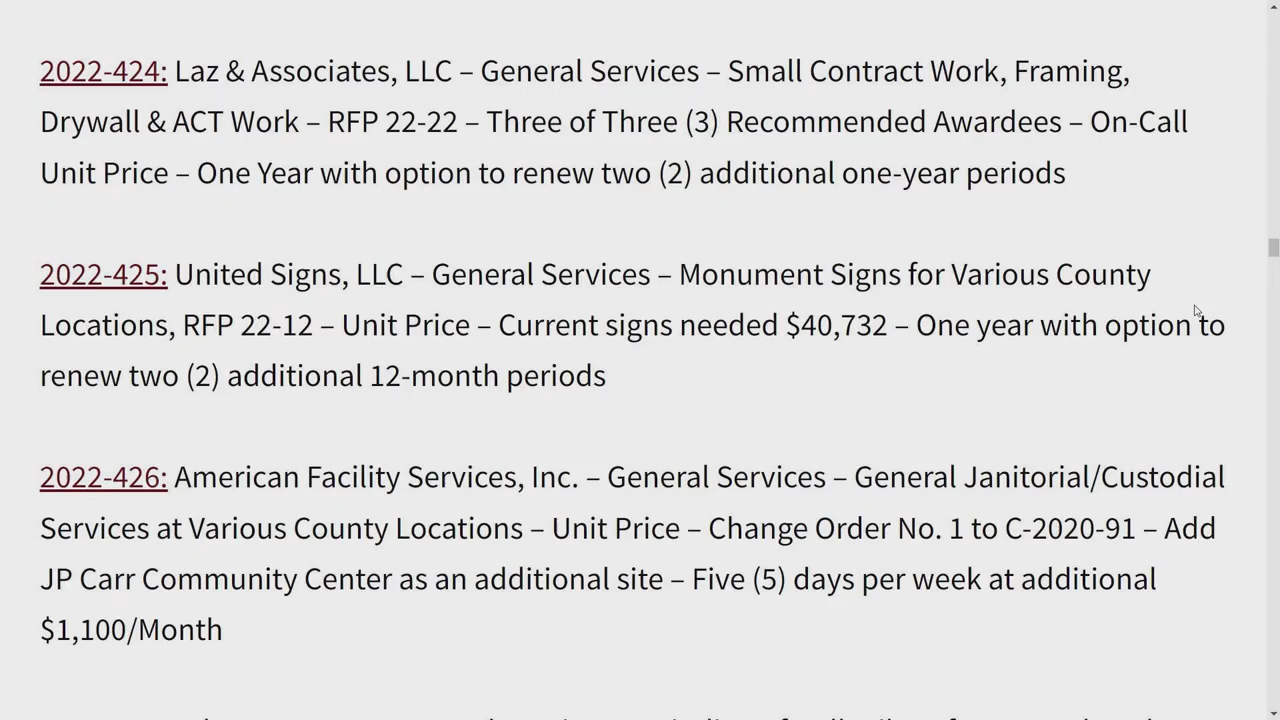 2022-424: Laz & Associates, LLC – General Services – Small Contract Work, Framing,
Drywall & ACT Work – RFP 22-22 – Three of Three (3) Recommended Awardees – On-Call
Unit Price – One Year with option to renew two (2) additional one-year periods
2022-425: United Signs, LLC – General Services – Monument Signs for Various County
Locations, RFP 22-12 – Unit Price – Current signs needed $40,732 – One year with option to
renew two (2) additional 12-month periods
2022-426: American Facility Services, Inc. – General Services – General Janitorial/Custodial
Services at Various County Locations – Unit Price – Change Order No. 1 to C-2020-91 – Add
JP Carr Community Center as an additional site – Five (5) days per week at additional
$1,100/Month